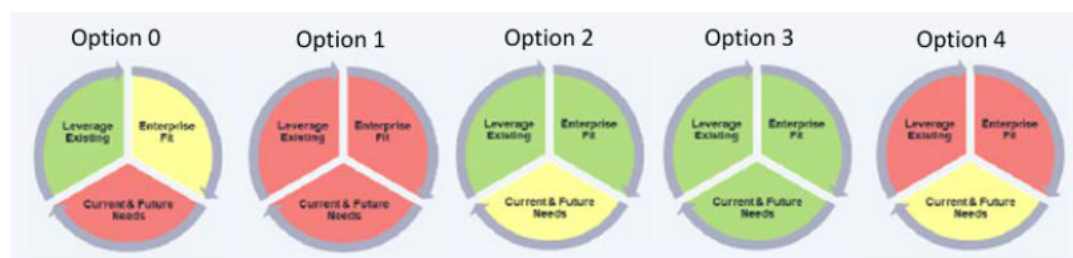 Option 0
Leverage
Existing
Enterprise
Fit
Current & Future
Needs
Option 1
Leverage
Existing
Enterprise
Fit
Current & Future
Needs
Option 2
Leverage
Existing
Enterprise
Fit
Current & Future
Needs
Option 3
Leverage
Existing
Enterprise
Fit
Current & Future
Needs
Option 4
Leverage
Existing
Enterprise
Fit
Current & Future
Needs